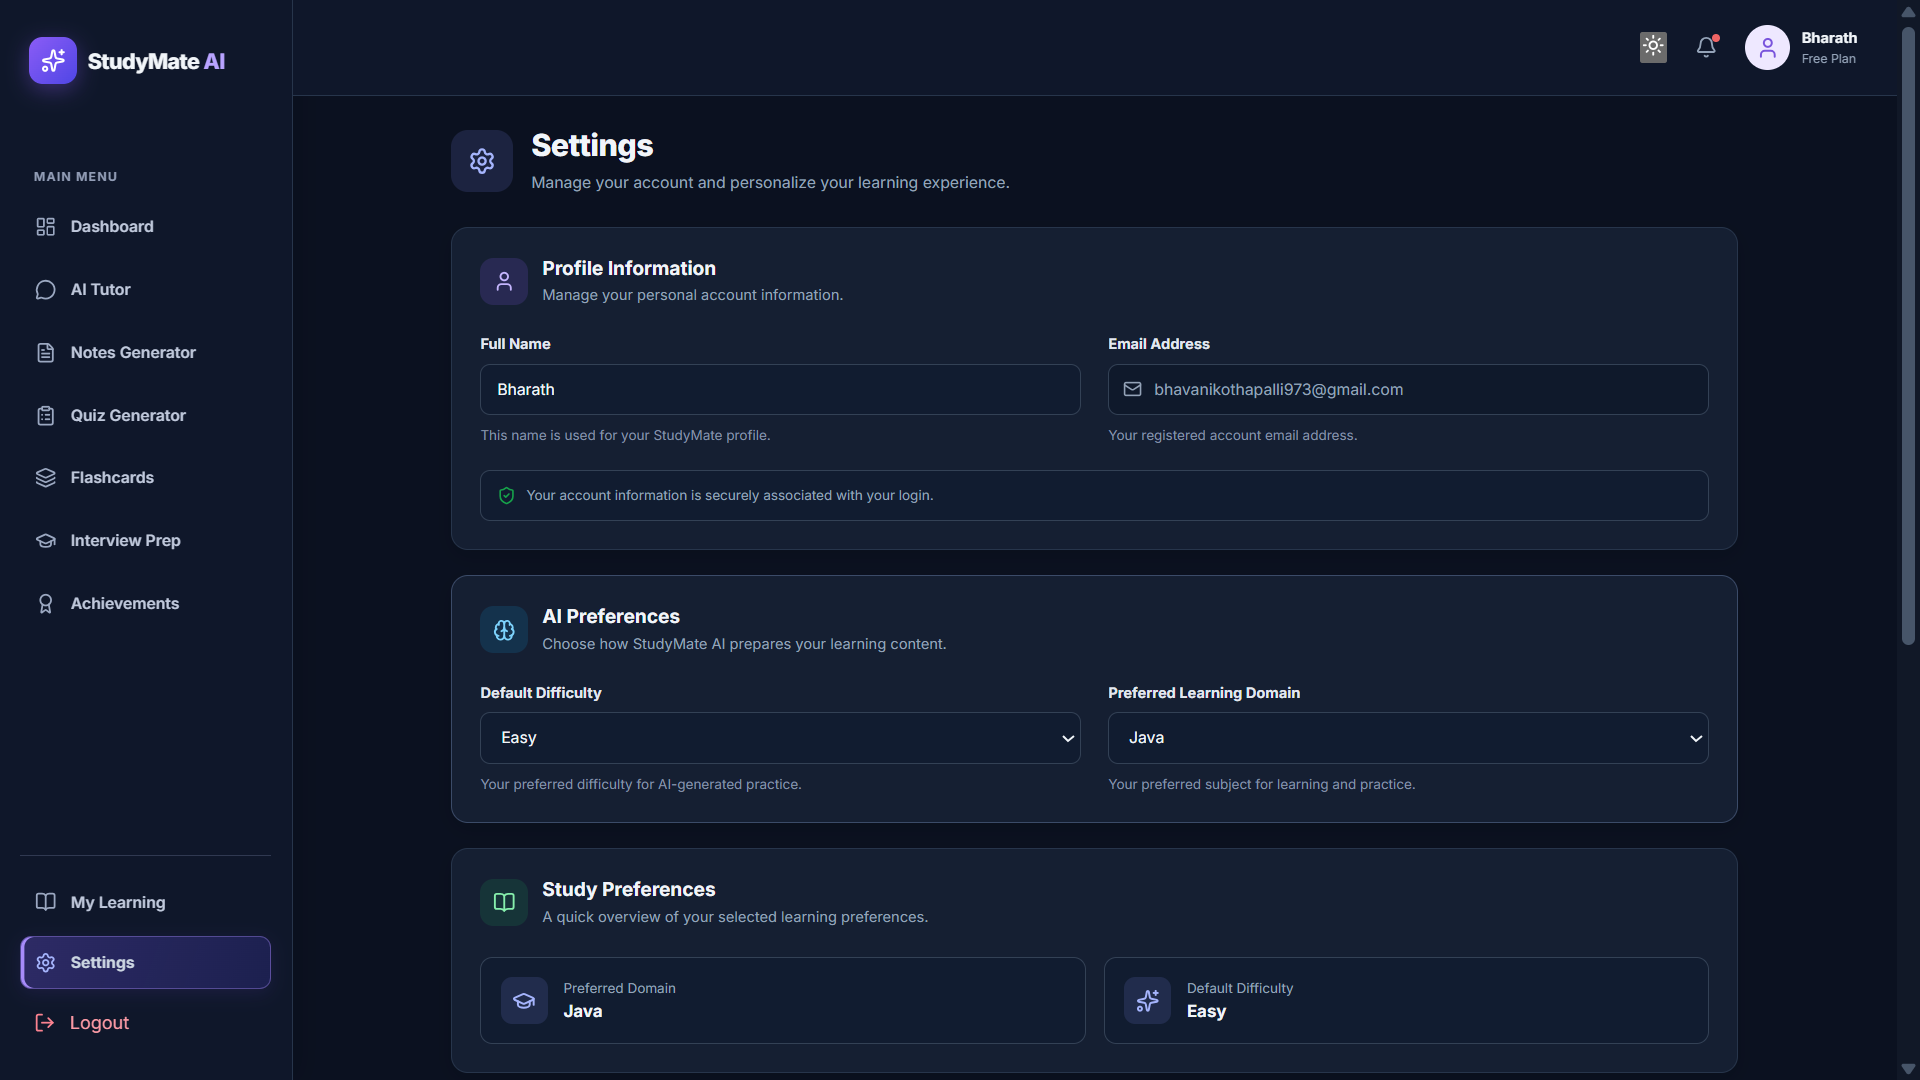 StudyMate AI
MAIN MENU
Dashboard
AI Tutor
Notes Generator
Quiz Generator
Flashcards
Interview Prep
Achievements
My Learning
Settings
Logout
Bharath
Free Plan
Settings
Manage your account and personalize your learning experience.
Profile Information
Manage your personal account information.
Full Name
Bharath
This name is used for your StudyMate profile.
Email Address
bhavanikothapalli973@gmail.com
Your registered account email address.
Your account information is securely associated with your login.
AI Preferences
Choose how StudyMate AI prepares your learning content.
Default Difficulty
Easy
Your preferred difficulty for AI-generated practice.
Preferred Learning Domain
Java
Your preferred subject for learning and practice.
Study Preferences
A quick overview of your selected learning preferences.
Preferred Domain
Java
Default Difficulty
Easy